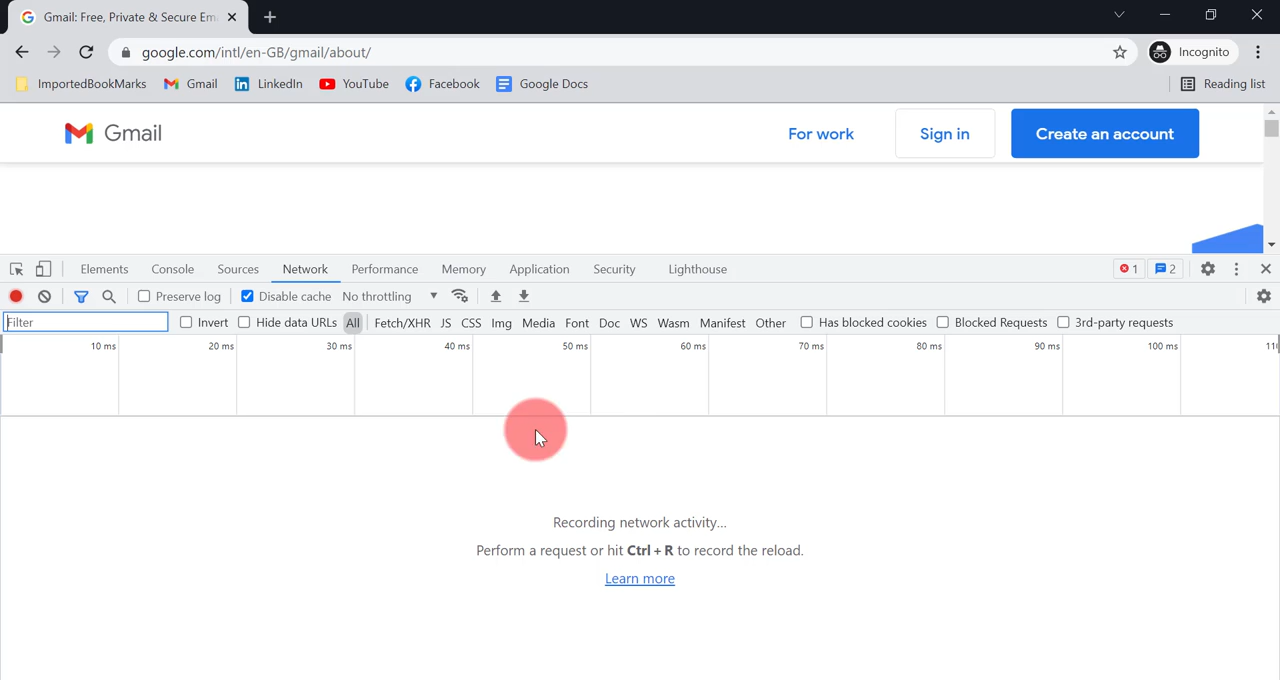 Gmail: Free, Private & Secure Em
google.com/intl/en-GB/gmail/about/
Incognito
ImportedBookMarks Gmail LinkedIn YouTube Facebook Google Docs Reading list
Gmail For work Sign in Create an account
Elements Console Sources Network Performance Memory Application Security Lighthouse 1 2
Preserve log Disable cache No throttling
Filter Invert Hide data URLs All Fetch/XHR JS CSS Img Media Font Doc WS Wasm Manifest Other Has blocked cookies Blocked Requests 3rd-party requests
10 ms 20 ms 30 ms 40 ms 50 ms 60 ms 70 ms 80 ms 90 ms 100 ms
Recording network activity...
Perform a request or hit Ctrl + R to record the reload.
Learn more